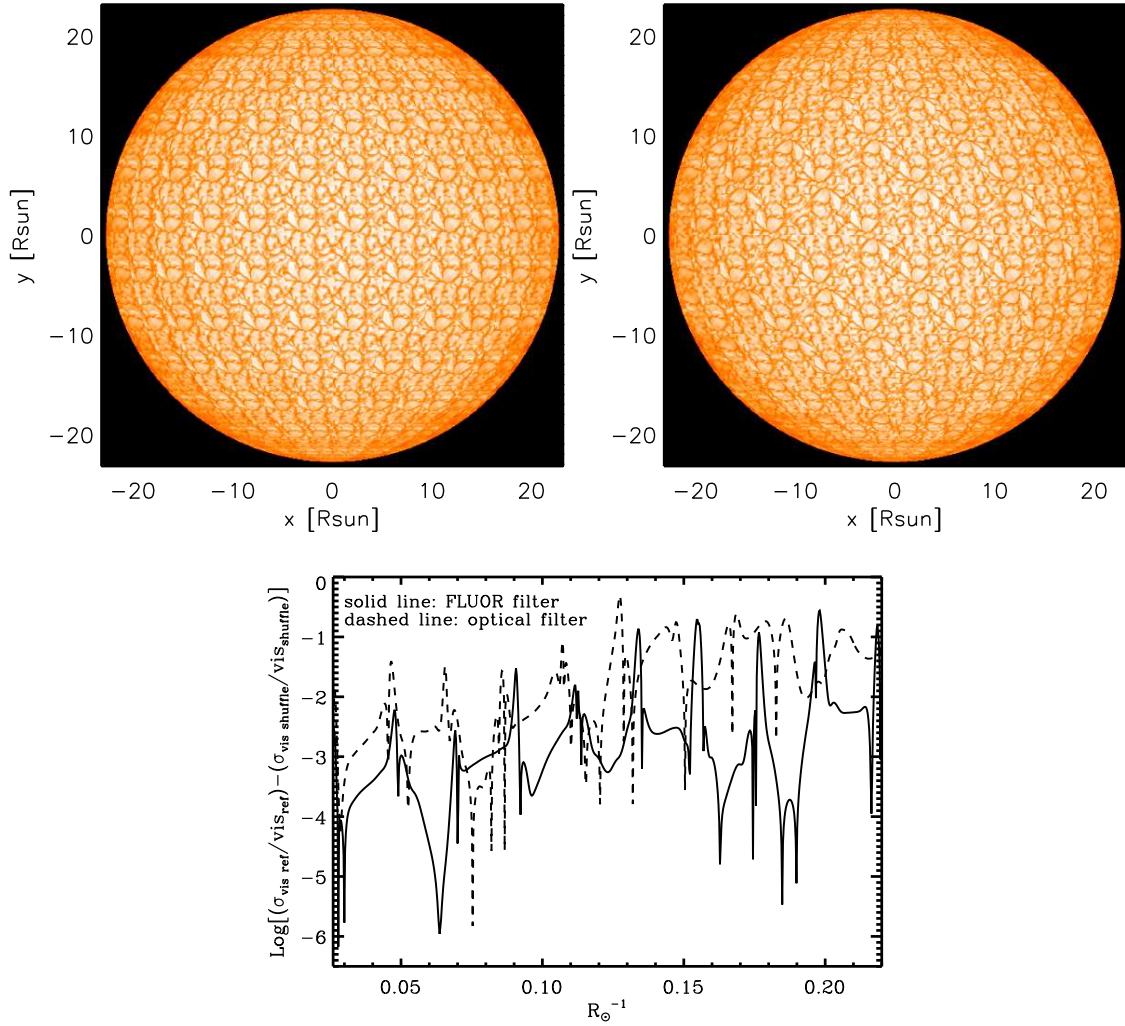 20
10
0
−10
−20
y [Rsun]
−20 −10 0 10 20
x [Rsun]
20
10
0
−10
−20
y [Rsun]
−20 −10 0 10 20
x [Rsun]
solid line: FLUOR filter
dashed line: optical filter
0
−1
−2
−3
−4
−5
−6
Log[(σvis ref/visref)−(σvis shuffle/visshuffle)]
0.05 0.10 0.15 0.20
R⊙−1